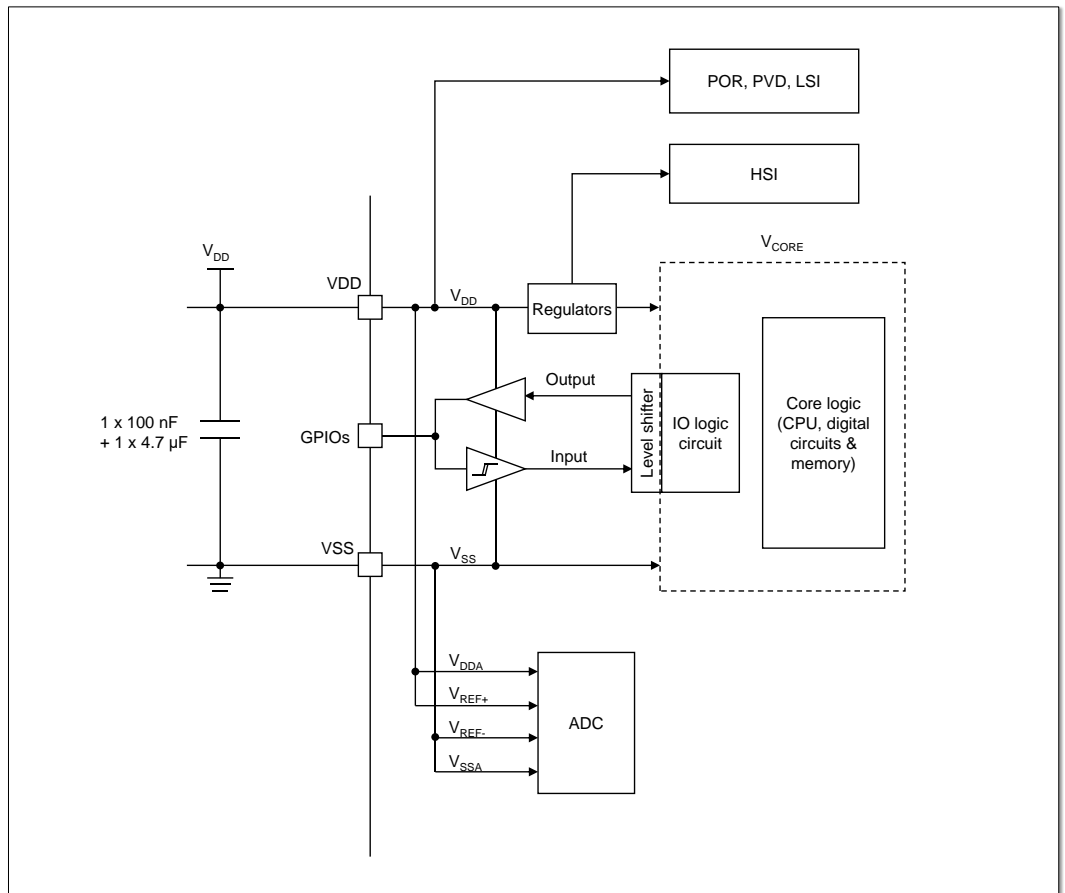 POR, PVD, LSI
HSI
VCORE
VDD
VDD
VDD
Regulators
Output
1 x 100 nF
+ 1 x 4.7 µF
GPIOs
Level shifter
IO logic
circuit
Core logic
(CPU, digital
circuits &
memory)
Input
VSS
VSS
VDDA
VREF+
ADC
VREF-
VSSA